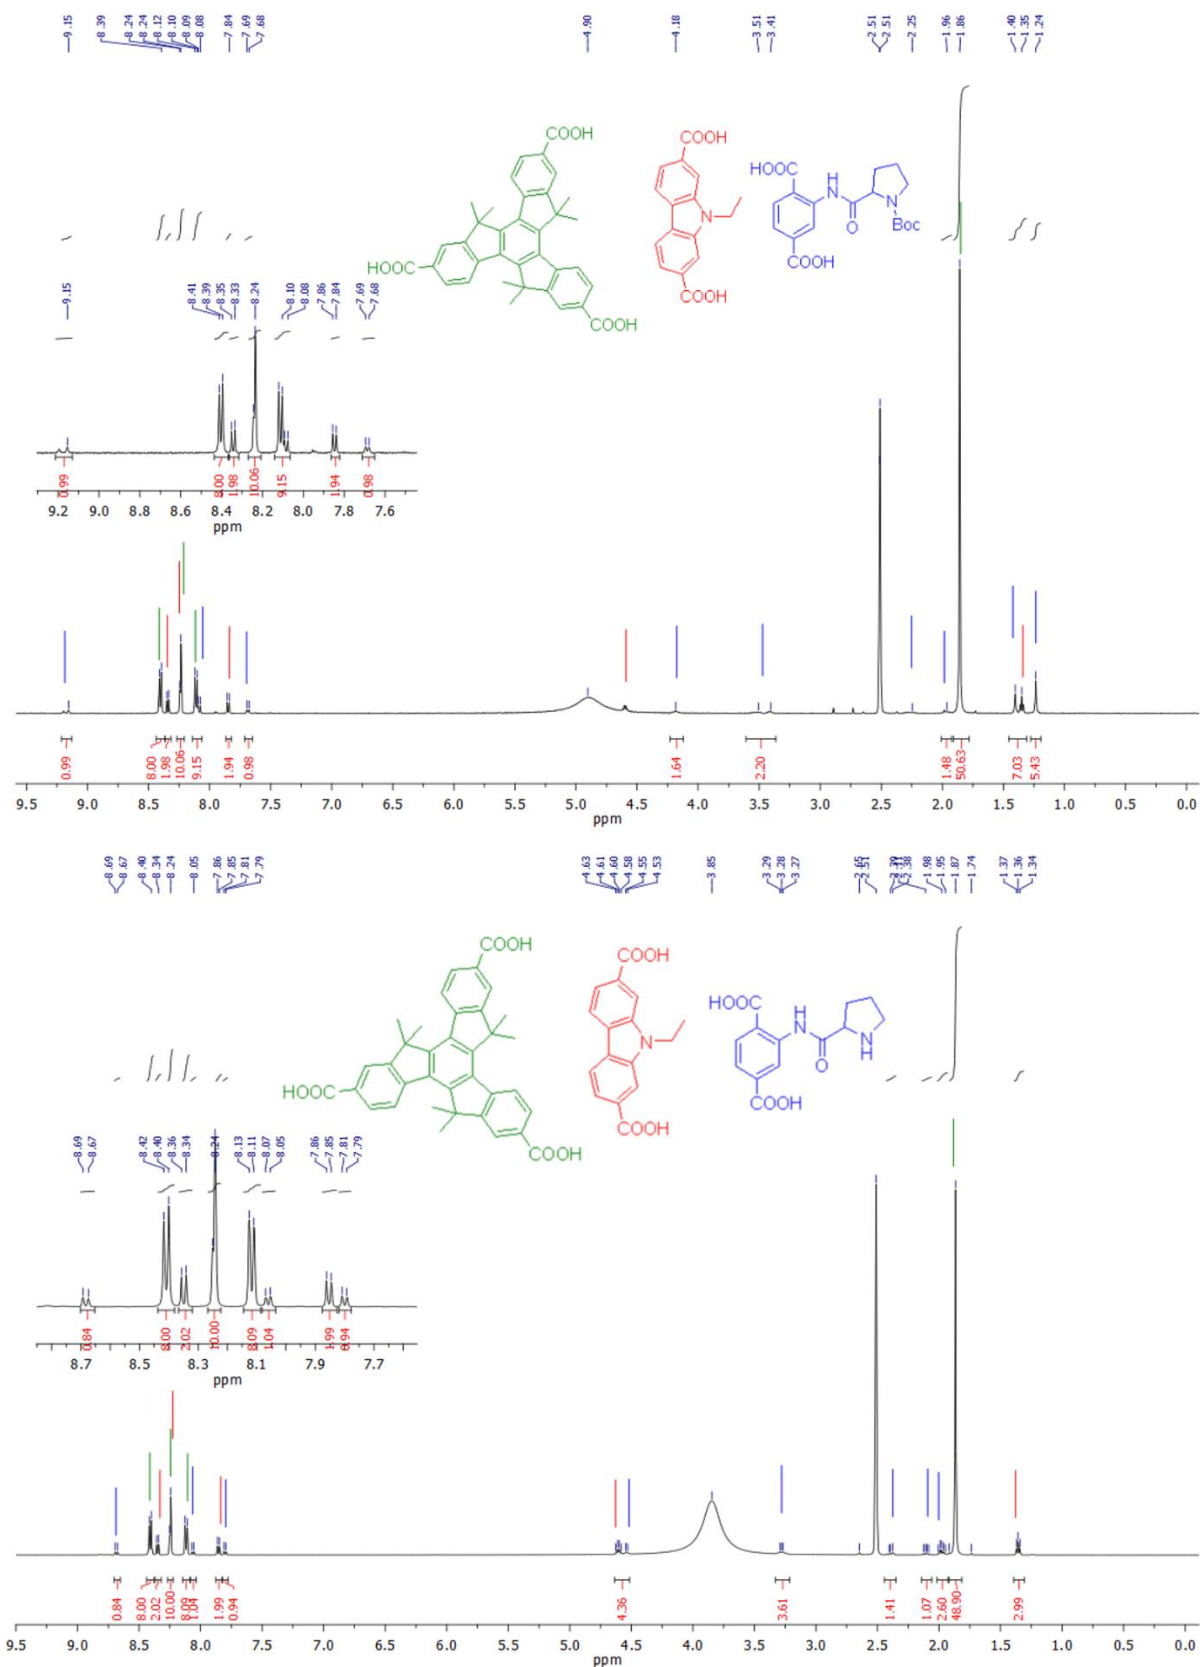 9.15 8.39 8.24 8.24 8.12 8.10 8.09 8.08 7.84 7.69 7.68 4.90 4.18 3.51 3.41 2.51 2.51 2.25 1.96 1.86 1.40 1.35 1.24
COOH COOH
HOOC NH N Boc O COOH
N
HOOC COOH COOH
9.15 8.41 8.39 8.35 8.33 8.24 8.10 8.08 7.86 7.84 7.69 7.68
0.99 8.00 1.98 10.06 9.15 1.94 0.98
9.2 9.0 8.8 8.6 8.4 8.2 8.0 7.8 7.6
ppm
0.99 8.00 1.98 10.06 9.15 1.94 0.98 1.64 2.20 1.48 50.63 7.03 5.43
9.5 9.0 8.5 8.0 7.5 7.0 6.5 6.0 5.5 5.0 4.5 4.0 3.5 3.0 2.5 2.0 1.5 1.0 0.5 0.0
ppm
8.69 8.67 8.40 8.34 8.24 8.05 7.86 7.85 7.81 7.79 4.63 4.61 4.60 4.58 4.55 4.53 3.85 3.29 3.28 3.27 2.65 2.51 2.38 1.98 1.95 1.87 1.74 1.37 1.36 1.34
COOH COOH
HOOC NH N H O COOH
N
HOOC COOH COOH
8.69 8.67 8.42 8.40 8.36 8.34 8.24 8.13 8.11 8.07 8.05 7.86 7.85 7.81 7.79
0.84 8.00 2.02 10.00 8.09 1.04 1.99 0.94
8.7 8.5 8.3 8.1 7.9 7.7
ppm
0.84 8.00 2.02 10.00 8.09 1.04 1.99 0.94 4.36 3.61 1.41 1.07 2.60 48.90 2.99
9.5 9.0 8.5 8.0 7.5 7.0 6.5 6.0 5.5 5.0 4.5 4.0 3.5 3.0 2.5 2.0 1.5 1.0 0.5 0.0
ppm